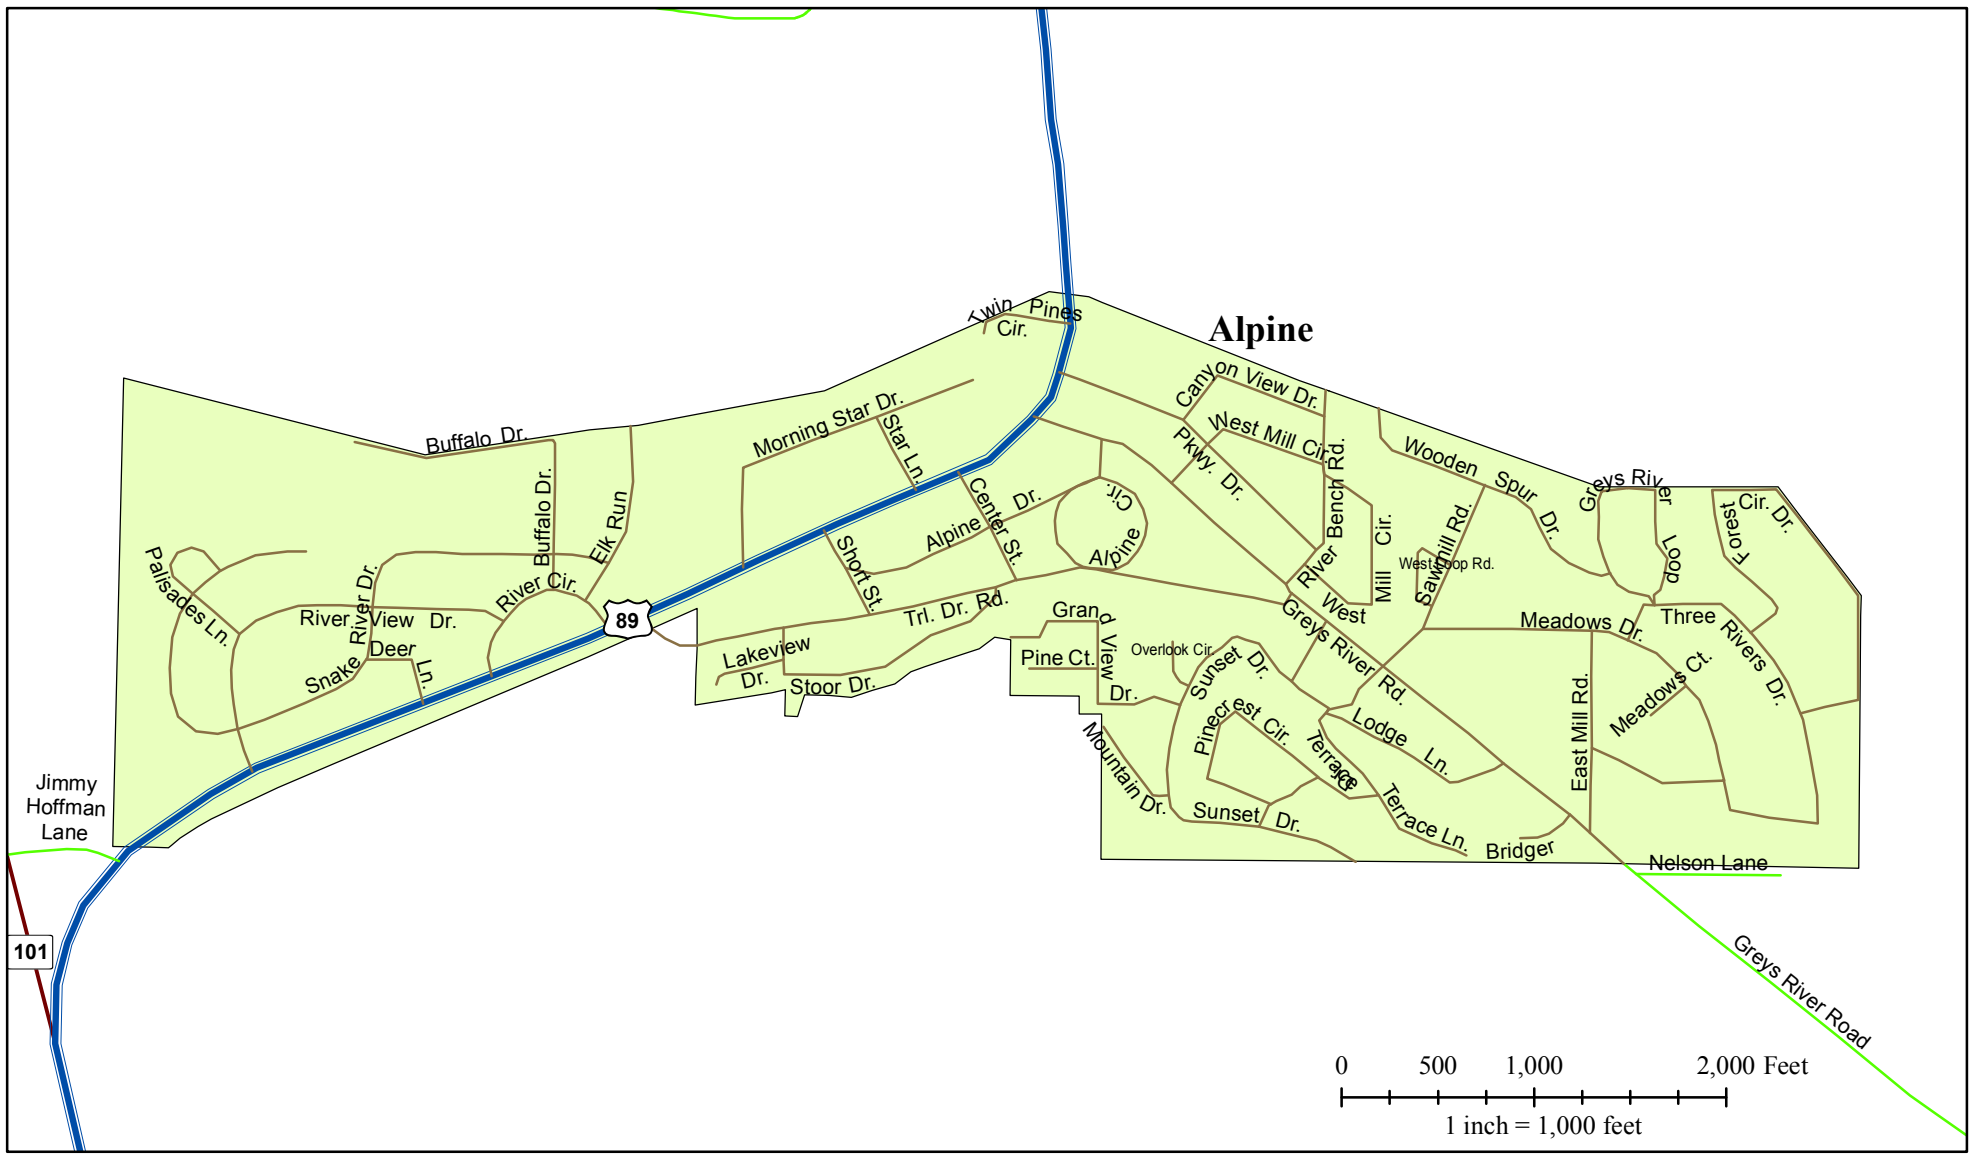 Twin Pines
Cir.
Alpine
Canyon View Dr.
Morning Star Dr.
Star Ln.
West Mill Cir.
Pkwy. Dr.
Buffalo Dr.
Buffalo Dr.
Elk Run
River Bench Rd.
Wooden Spur Dr.
Greys River
Loop
Forest
Cir. Dr.
Center St.
Alpine Dr.
Alpine
Cir.
Short St.
Mill Cir.
West
West Loop Rd.
Sawmill Rd.
Palisades Ln.
River Cir.
River View Dr.
Snake River Dr.
Deer
Ln.
89
Trl. Dr. Rd.
Grand View
Dr.
Pine Ct.
Overlook Cir.
Greys River Rd.
Meadows Dr.
Three Rivers Dr.
Meadows Ct.
Lakeview
Dr.
Stoor Dr.
Sunset Dr.
Pinecrest Cir.
Terrace
Rd.
Lodge Ln.
East Mill Rd.
Mountain Dr.
Sunset Dr.
Terrace Ln.
Bridger
Jimmy
Hoffman
Lane
Nelson Lane
101
Greys River Road
0 500 1,000 2,000 Feet
1 inch = 1,000 feet